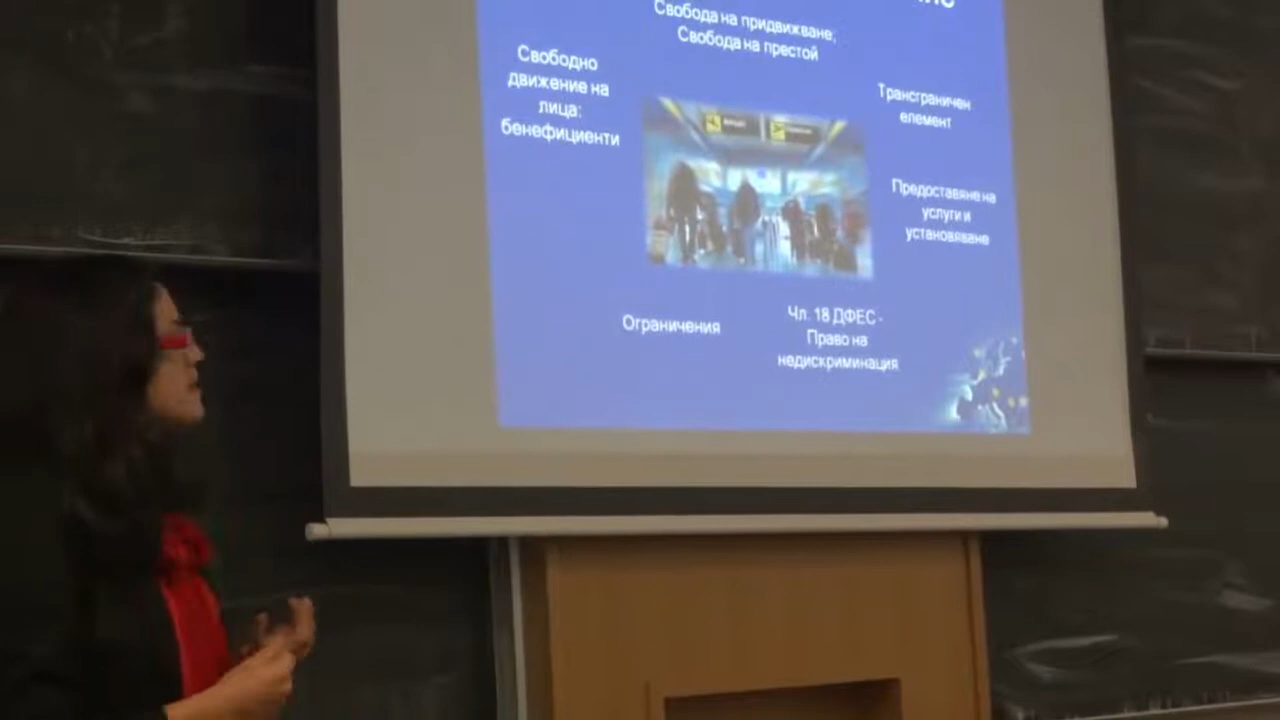 Свобода на придвижване;
Свобода на престой
Свободно
движение на
лица:
бенефициенти
Трансграничен
елемент
Предоставяне на
услуги и
установяване
Ограничения
Чл. 18 ДФЕС -
Право на
недискриминация